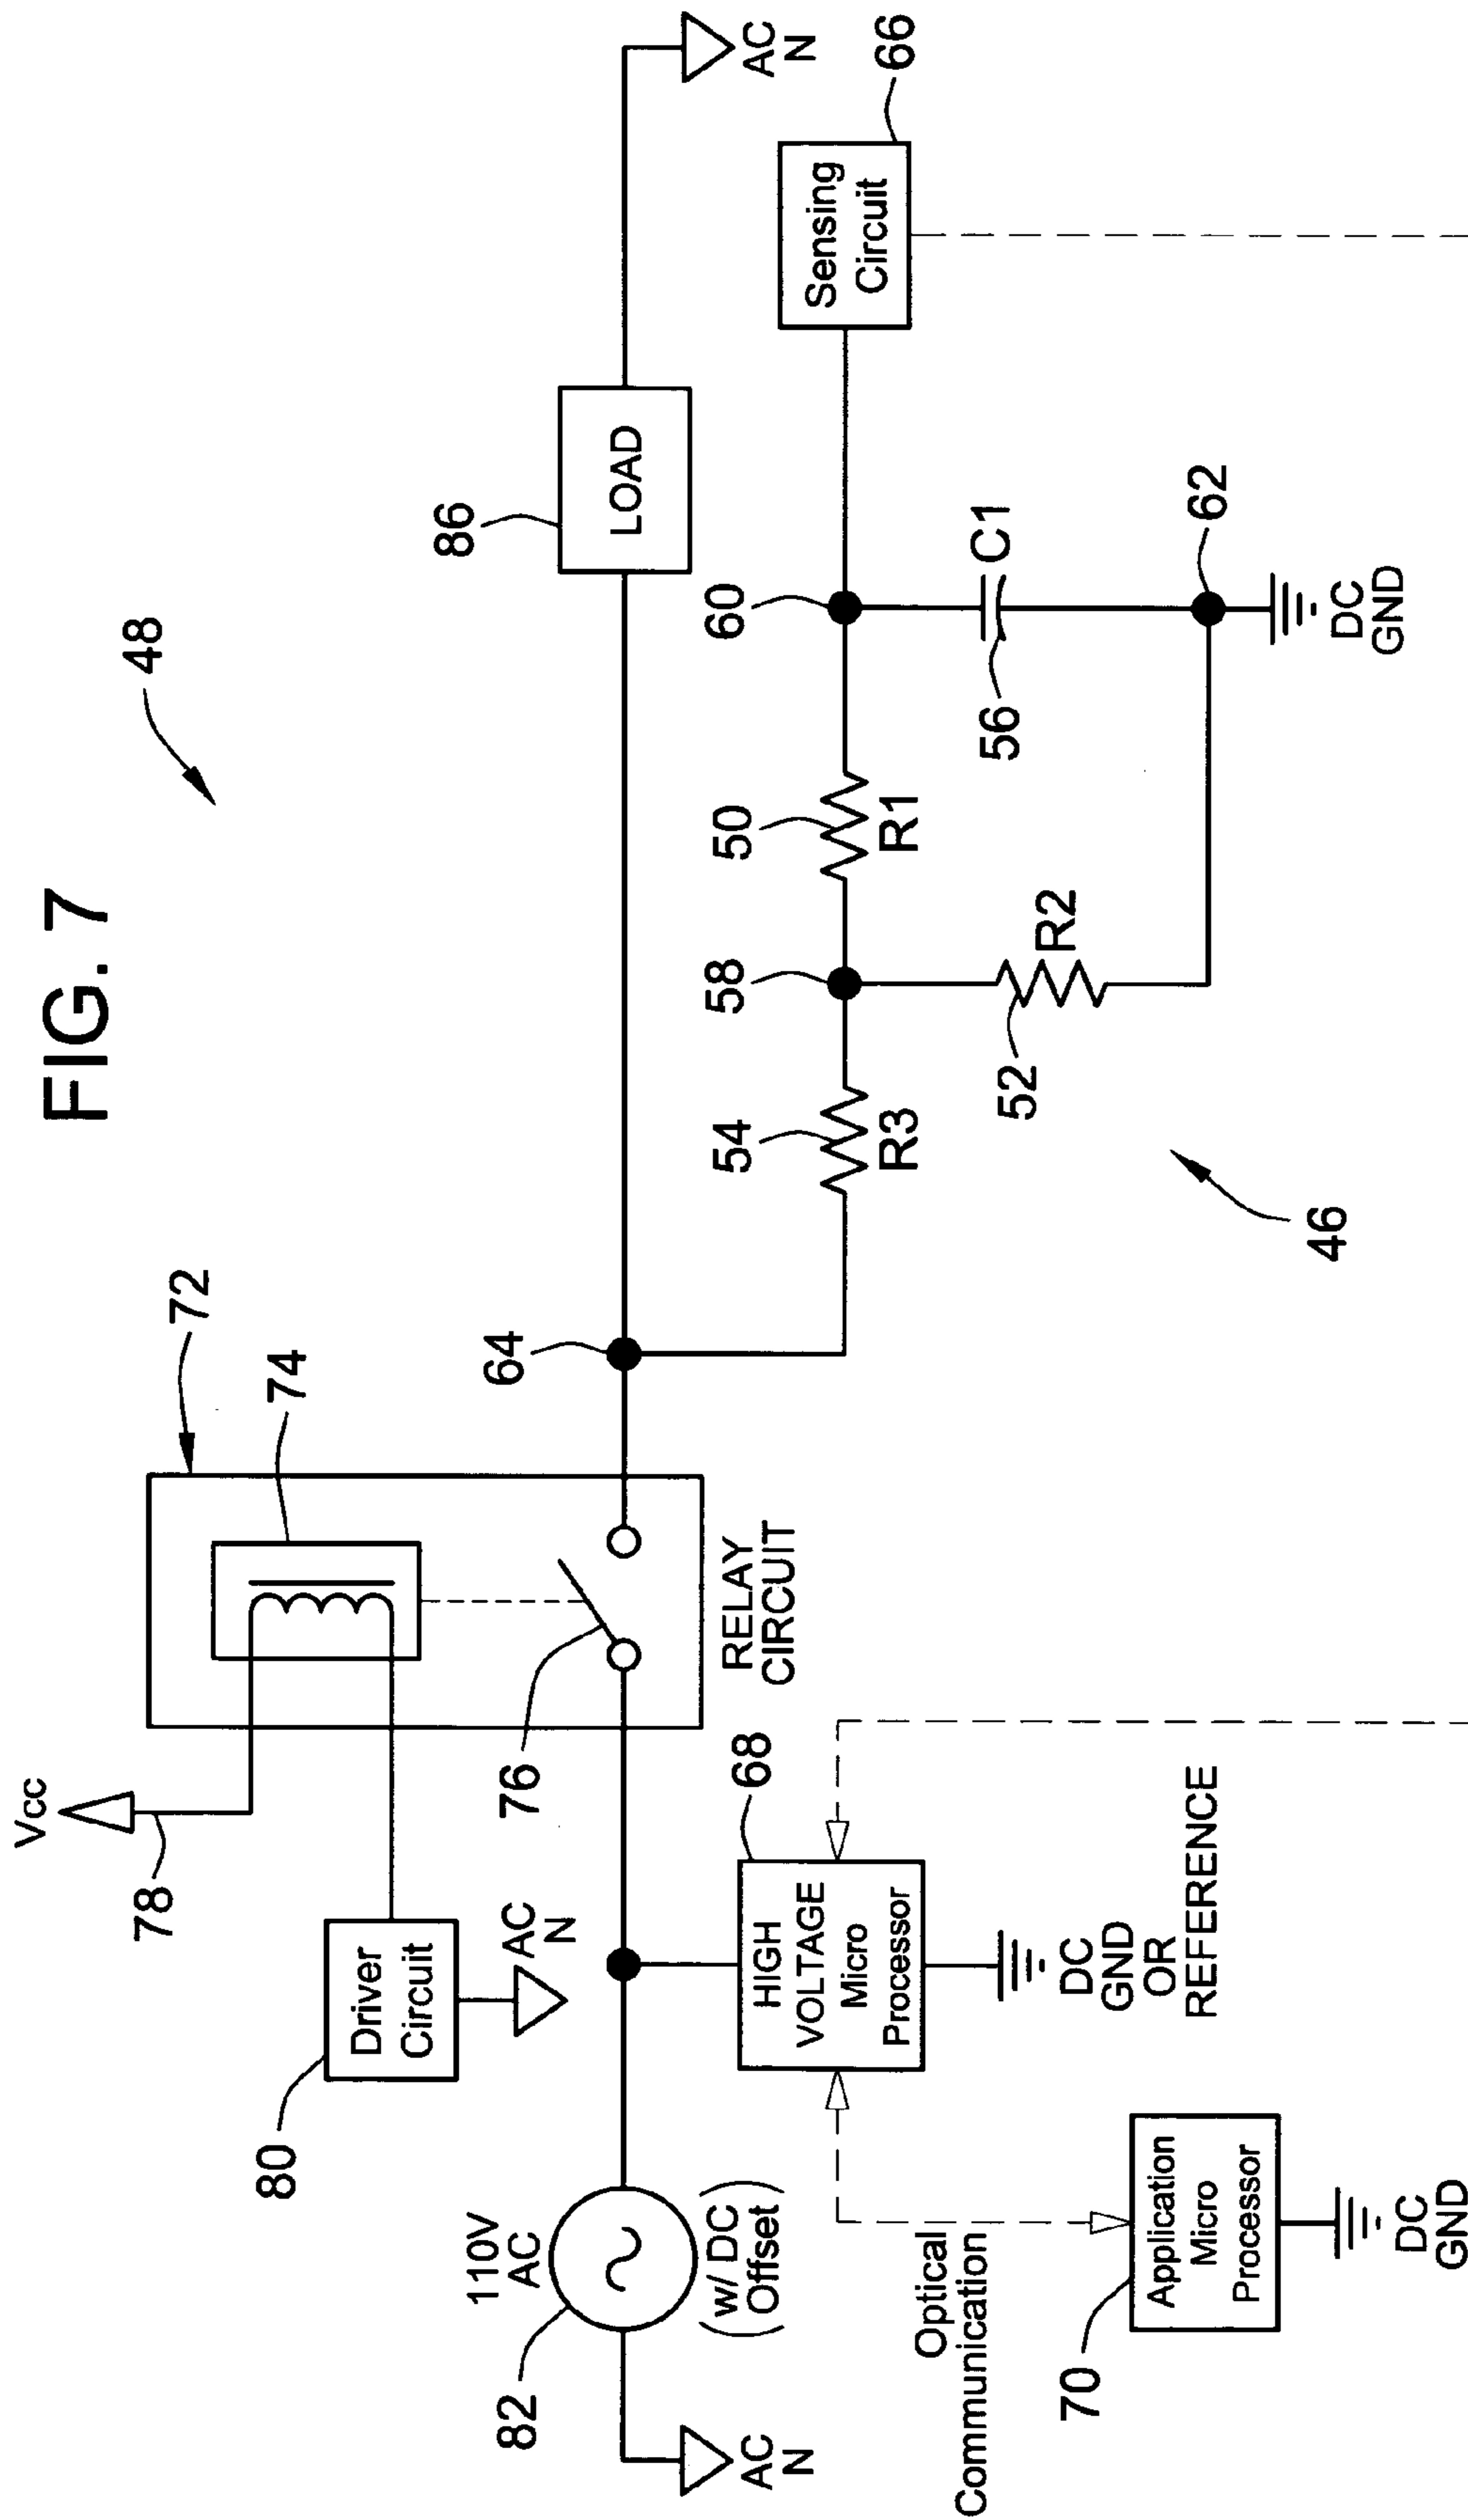 FIG. 7
48
Vcc
78
72
74
80
Driver
Circuit
AC
N
76
RELAY
CIRCUIT
64
86
LOAD
AC
N
110V
AC
82
(w/ DC
Offset)
AC
N
68
HIGH
VOLTAGE
Micro
Processor
DC
GND
OR
REFERENCE
Optical
Communication
70
Application
Micro
Processor
DC
GND
54
R3
58
50
R1
60
52
R2
56
C1
62
DC
GND
Sensing
Circuit
66
46